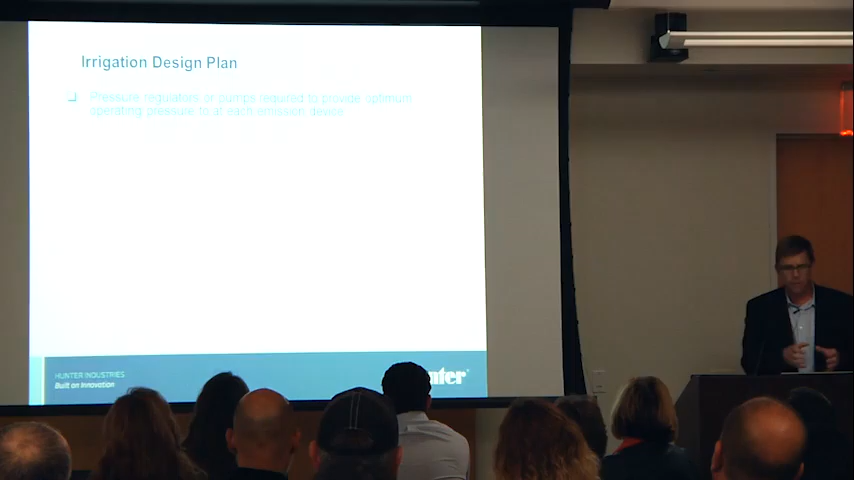 Irrigation Design Plan
Pressure regulators or pumps required to provide optimum
operating pressure to at each emission device
HUNTER INDUSTRIES
Built on Innovation
nter